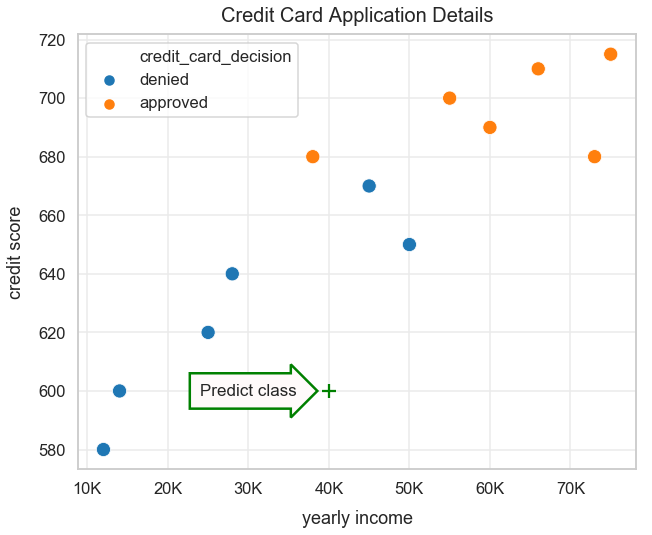 Credit Card Application Details
credit_card_decision
denied
approved
720
700
680
660
640
620
600
580
credit score
Predict class
10K 20K 30K 40K 50K 60K 70K
yearly income